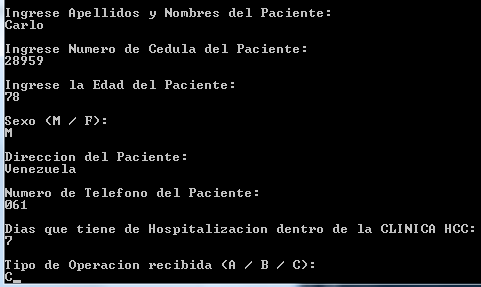 Ingrese Apellidos y Nombres del Paciente:
Carlo
Ingrese Numero de Cedula del Paciente:
28959
Ingrese la Edad del Paciente:
78
Sexo (M / F):
M
Direccion del Paciente:
Venezuela
Numero de Telefono del Paciente:
061
Dias que tiene de Hospitalizacion dentro de la CLINICA HCC:
7
Tipo de Operacion recibida (A / B / C):
C_